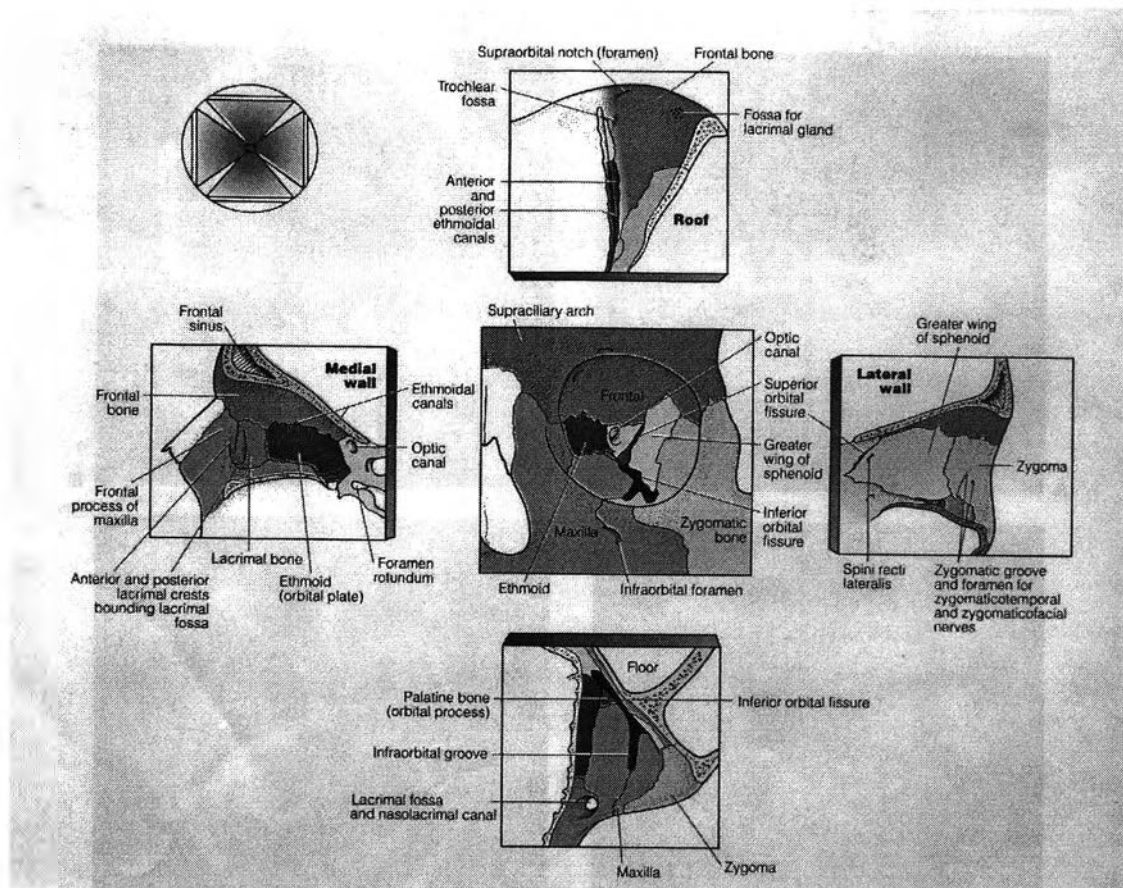 Supraorbital notch (foramen)
Frontal bone
Trochlear
fossa
Fossa for
lacrimal gland
Anterior
and
posterior
ethmoidal
canals
Roof
Frontal
sinus
Medial
wall
Frontal
bone
Ethmoidal
canals
Optic
canal
Frontal
process of
maxilla
Lacrimal bone
Anterior and posterior
lacrimal crests
bounding lacrimal
fossa
Ethmoid
(orbital plate)
Foramen
rotundum
Supraciliary arch
Optic
canal
Superior
orbital
fissure
Frontal
Greater
wing of
sphenoid
Inferior
orbital
fissure
Maxilla
Zygomatic
bone
Ethmoid
Infraorbital foramen
Greater wing
of sphenoid
Lateral
wall
Zygoma
Spini recti
lateralis
Zygomatic groove
and foramen for
zygomaticotemporal
and zygomaticofacial
nerves
Floor
Palatine bone
(orbital process)
Inferior orbital fissure
Infraorbital groove
Lacrimal fossa
and nasolacrimal canal
Maxilla
Zygoma